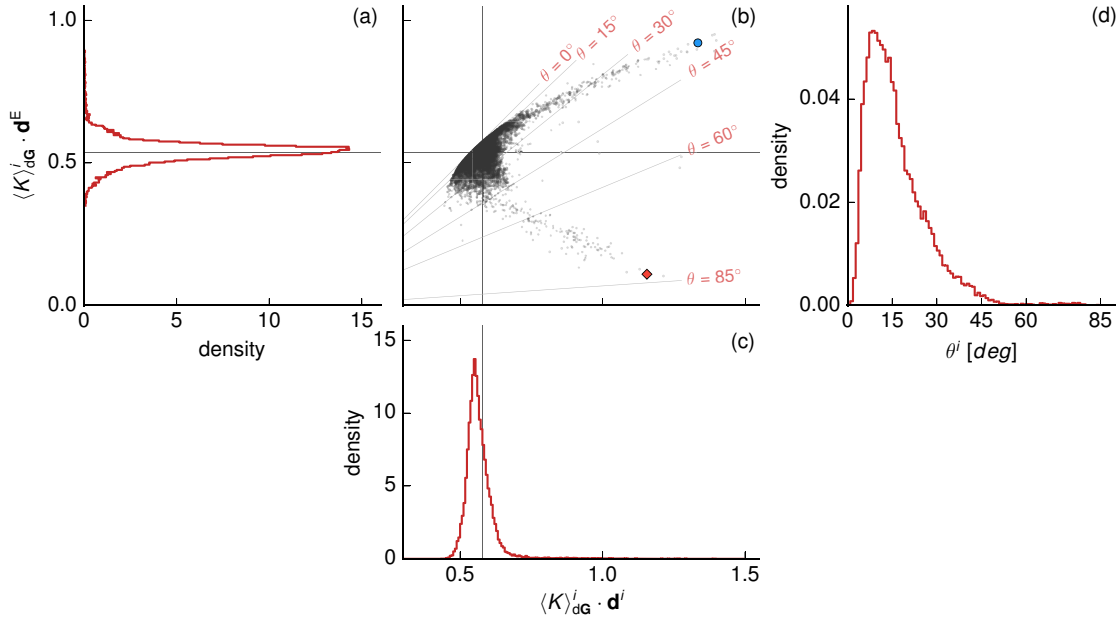 (a)
1.0
0.5
0.0
⟨K⟩ⁱ_dG · dᴱ
0
5
10
15
density
(b)
θ = 0°
θ = 15°
θ = 30°
θ = 45°
θ = 60°
θ = 85°
(d)
0.04
0.02
0.00
density
0
15
30
45
60
85
θⁱ [deg]
(c)
15
10
5
0
density
0.5
1.0
1.5
⟨K⟩ⁱ_dG · dⁱ